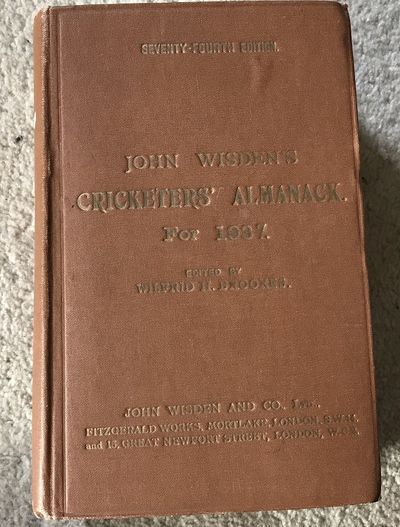 SEVENTY-FOURTH EDITION.
JOHN WISDEN'S
CRICKETERS' ALMANACK.
For 1937.
EDITED BY
WILFRID H. BROOKES.
JOHN WISDEN AND CO. LTD.,
FITZGERALD WORKS, MORTLAKE, LONDON, S.W.14.
and 15, GREAT NEWPORT STREET, LONDON, W.C.2.